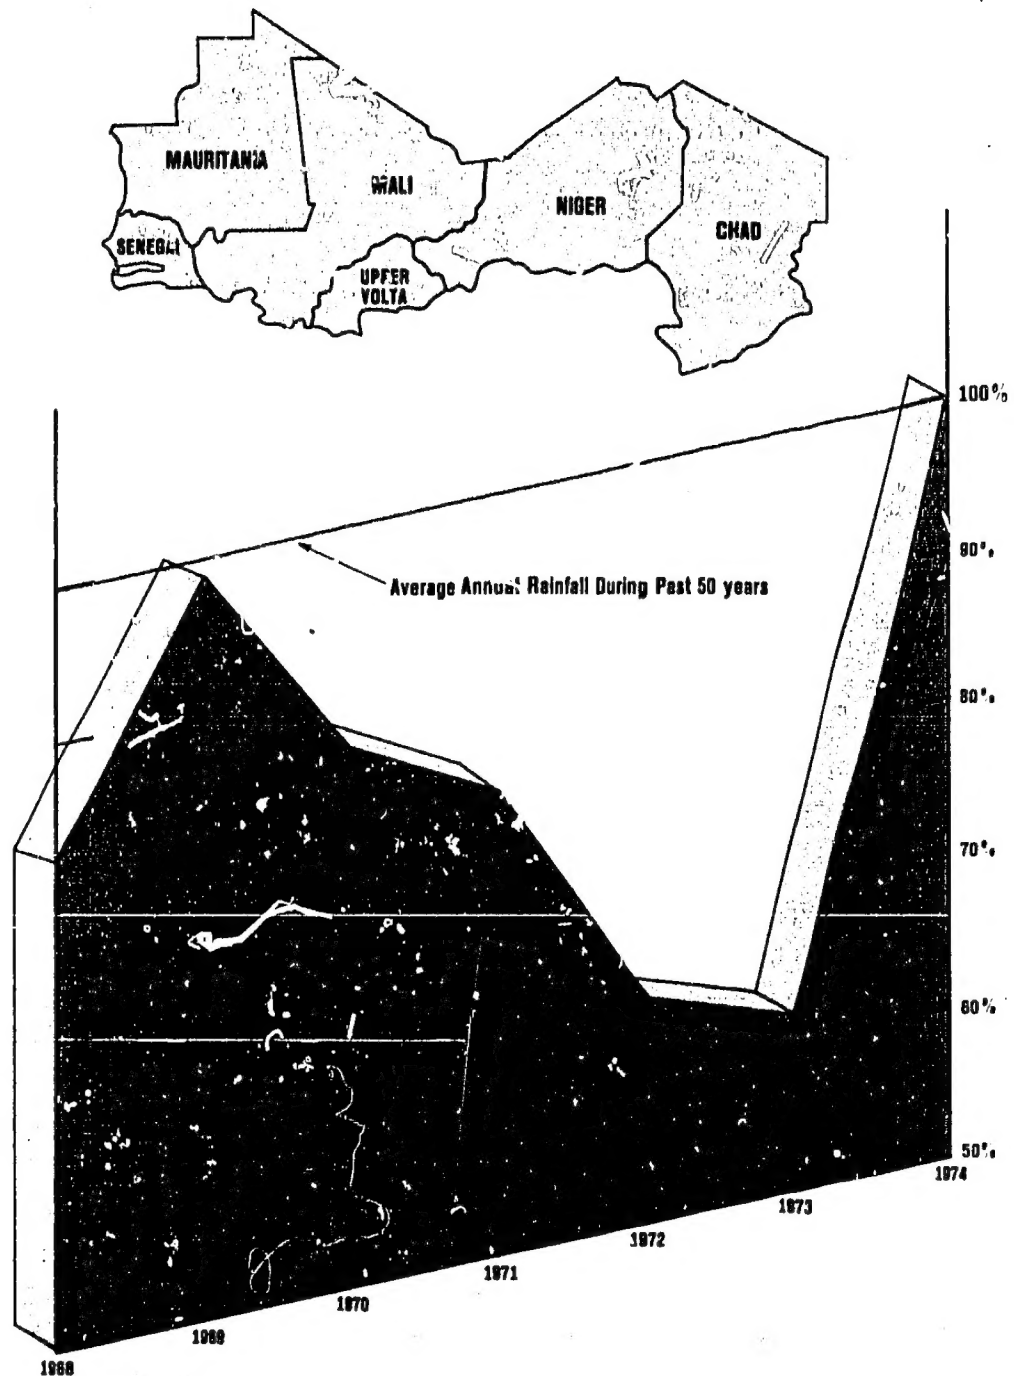 MAURITANIA
MALI
NIGER
CHAD
SENEGAL
UPPER
VOLTA
100%
Average Annual Rainfall During Past 50 years
90%
80%
70%
60%
50%
1974
1973
1972
1971
1970
1969
1968